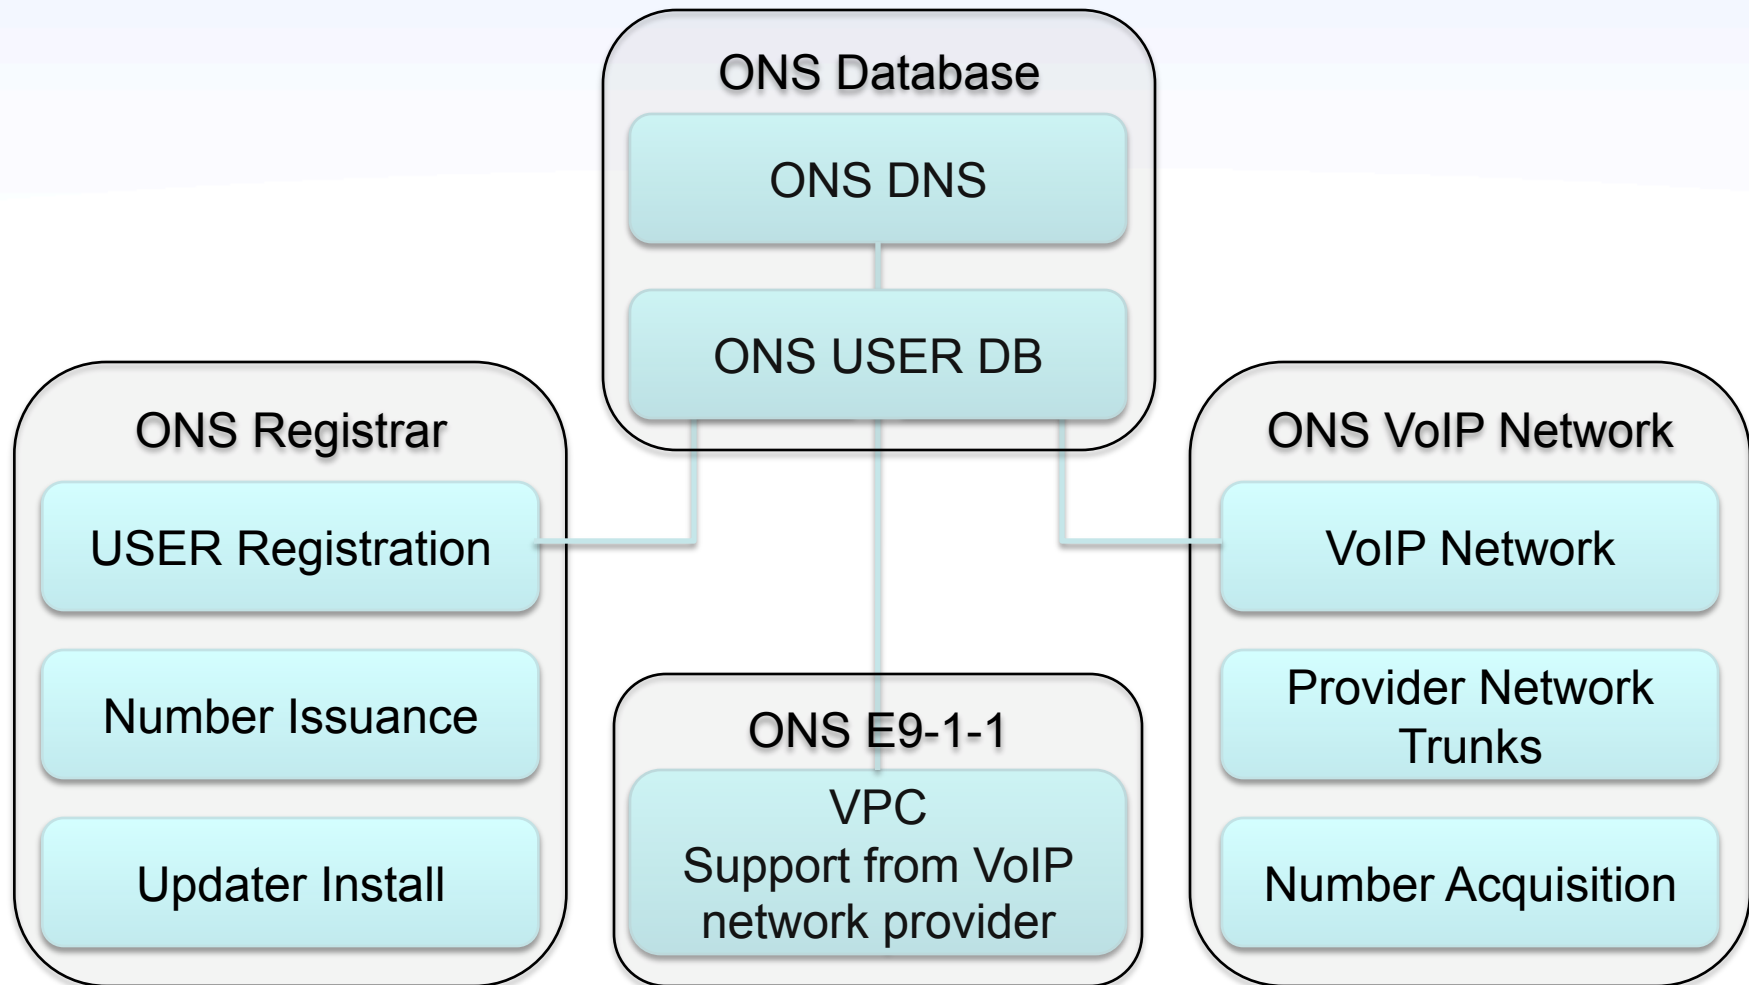 ONS Database
ONS DNS
ONS USER DB
ONS Registrar
USER Registration
Number Issuance
Updater Install
ONS E9-1-1
VPC
Support from VoIP
network provider
ONS VoIP Network
VoIP Network
Provider Network
Trunks
Number Acquisition